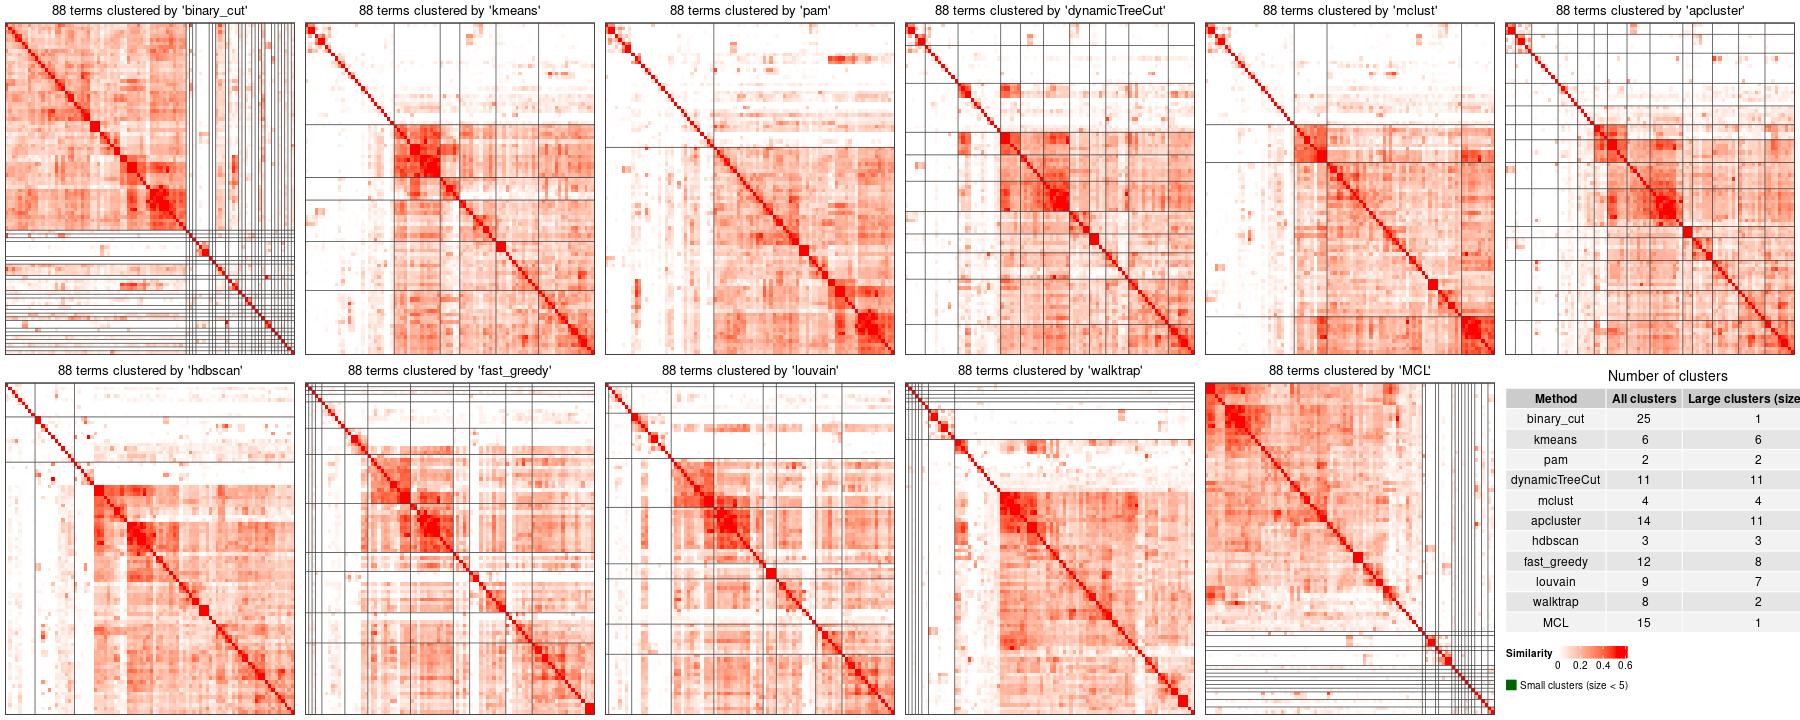 88 terms clustered by 'binary_cut'
88 terms clustered by 'kmeans'
88 terms clustered by 'pam'
88 terms clustered by 'dynamicTreeCut'
88 terms clustered by 'mclust'
88 terms clustered by 'apcluster'
88 terms clustered by 'hdbscan'
88 terms clustered by 'fast_greedy'
88 terms clustered by 'louvain'
88 terms clustered by 'walktrap'
88 terms clustered by 'MCL'
Number of clusters
Method All clusters Large clusters (size
binary_cut 25 1
kmeans 6 6
pam 2 2
dynamicTreeCut 11 11
mclust 4 4
apcluster 14 11
hdbscan 3 3
fast_greedy 12 8
louvain 9 7
walktrap 8 2
MCL 15 1
Similarity
0 0.2 0.4 0.6
Small clusters (size < 5)